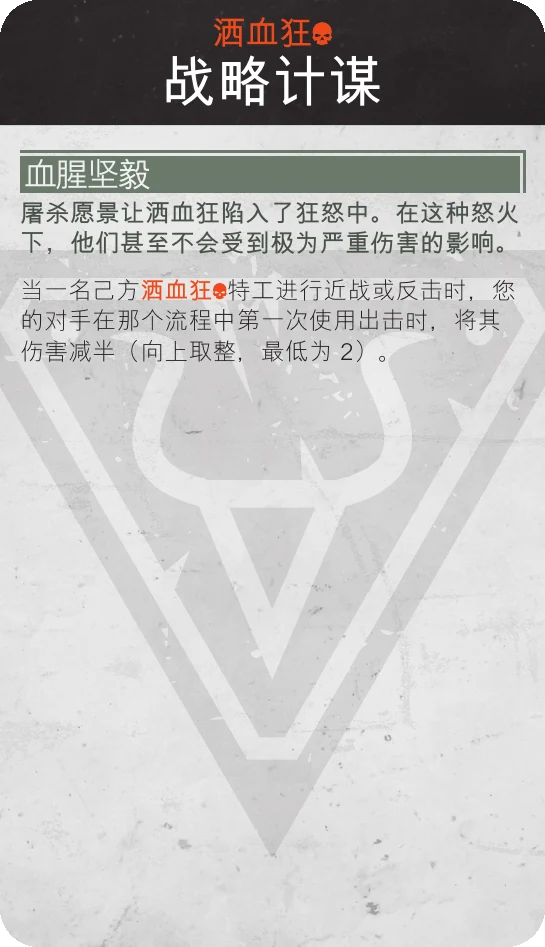 洒血狂
战略计谋
血腥坚毅
屠杀愿景让洒血狂陷入了狂怒中。在这种怒火
下，他们甚至不会受到极为严重伤害的影响。
当一名己方洒血狂特工进行近战或反击时，您
的对手在那个流程中第一次使用出击时，将其
伤害减半（向上取整，最低为 2）。